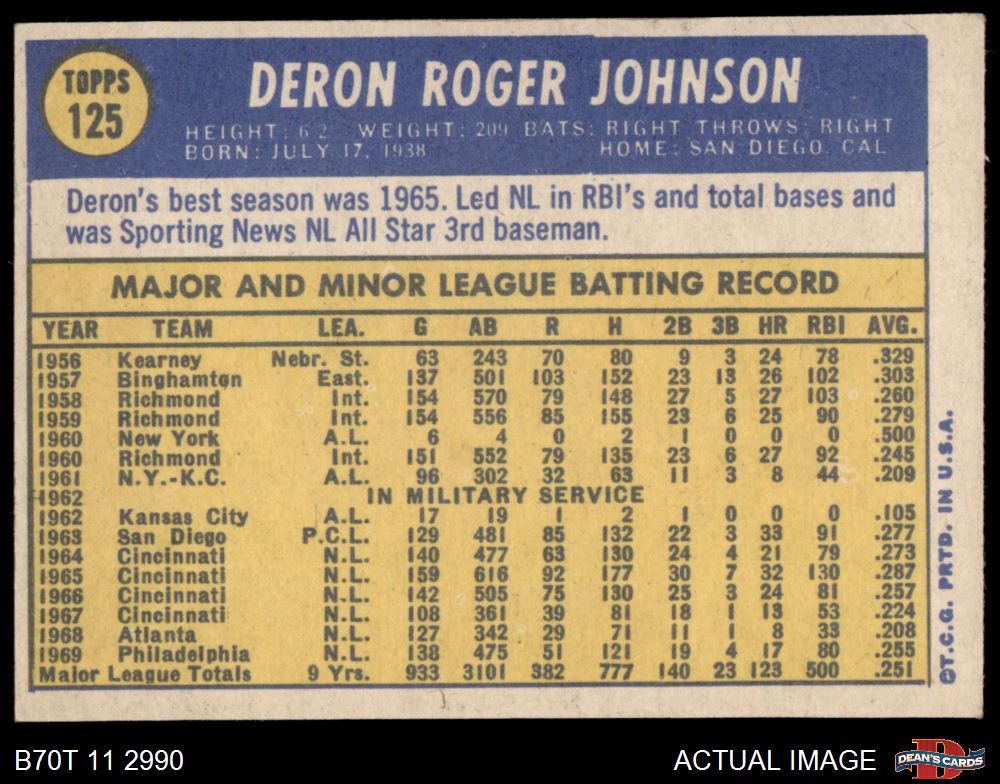 TOPPS
125
DERON ROGER JOHNSON
HEIGHT: 6 2 WEIGHT: 209 BATS: RIGHT THROWS: RIGHT
BORN: JULY 17, 1938 HOME: SAN DIEGO, CAL
Deron's best season was 1965. Led NL in RBI's and total bases and
was Sporting News NL All Star 3rd baseman.
MAJOR AND MINOR LEAGUE BATTING RECORD
YEAR TEAM LEA. G AB R H 2B 3B HR RBI AVG.
1956 Kearney Nebr. St. 63 243 70 80 9 3 24 78 .329
1957 Binghamton East. 137 501 103 152 23 13 26 102 .303
1958 Richmond Int. 154 570 79 148 27 5 27 103 .260
1959 Richmond Int. 154 556 85 155 23 6 25 90 .279
1960 New York A.L. 6 4 0 2 1 0 0 0 .500
1960 Richmond Int. 151 552 79 135 23 6 27 92 .245
1961 N.Y.-K.C. A.L. 96 302 32 63 11 3 8 44 .209
1962 IN MILITARY SERVICE
1962 Kansas City A.L. 17 19 1 2 1 0 0 0 .105
1963 San Diego P.C.L. 129 481 85 132 22 3 33 91 .277
1964 Cincinnati N.L. 140 477 63 130 24 4 21 79 .273
1965 Cincinnati N.L. 159 616 92 177 30 7 32 130 .287
1966 Cincinnati N.L. 142 505 75 130 25 3 24 81 .257
1967 Cincinnati N.L. 108 361 39 81 18 1 13 53 .224
1968 Atlanta N.L. 127 342 29 71 11 1 8 33 .208
1969 Philadelphia N.L. 138 475 51 121 19 4 17 80 .255
Major League Totals 9 Yrs. 933 3101 382 777 140 23 123 500 .251
©T.C.G. PRTD. IN U.S.A.
B70T 11 2990
ACTUAL IMAGE
DEAN'S CARDS